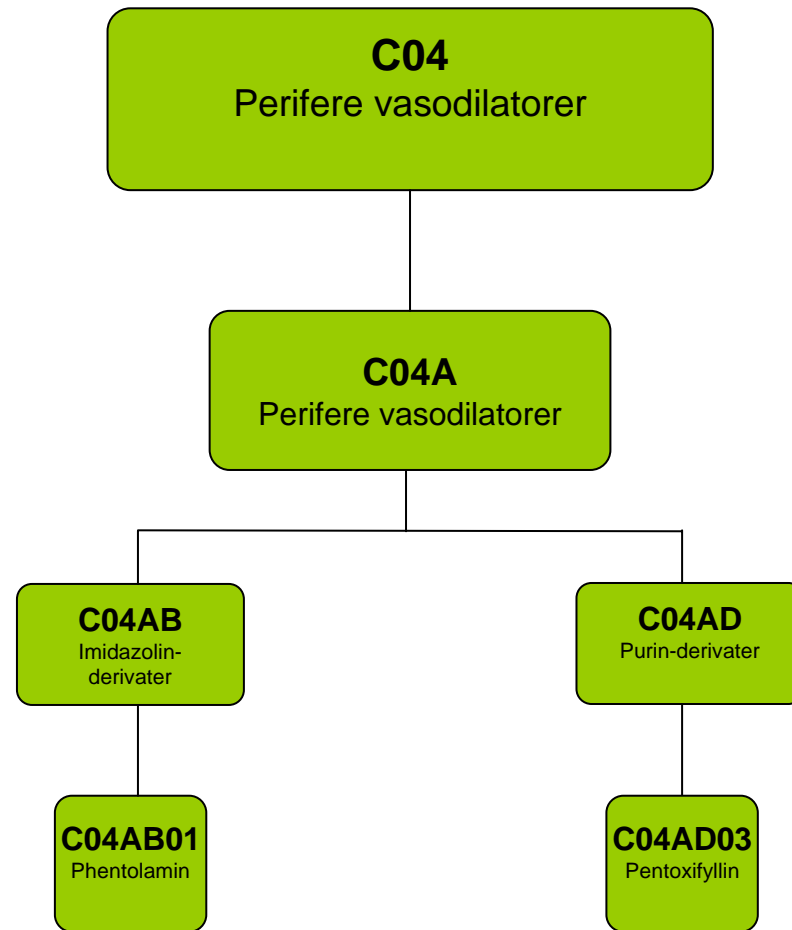 C04
Perifere vasodilatorer
C04A
Perifere vasodilatorer
C04AB
Imidazolin-
derivater
C04AD
Purin-derivater
C04AB01
Phentolamin
C04AD03
Pentoxifyllin